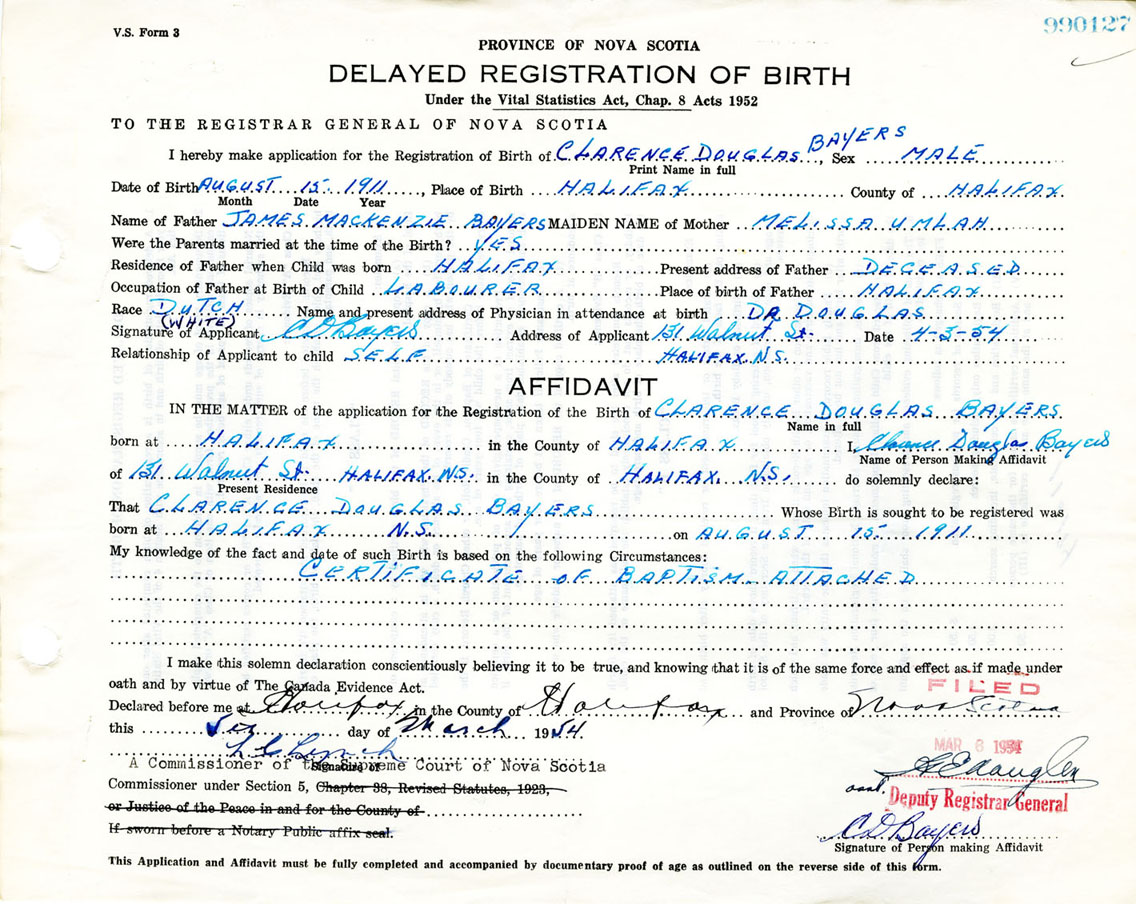 V.S. Form 3
990127
PROVINCE OF NOVA SCOTIA
DELAYED REGISTRATION OF BIRTH
Under the Vital Statistics Act, Chap. 8 Acts 1952
TO THE REGISTRAR GENERAL OF NOVA SCOTIA
I hereby make application for the Registration of Birth of CLARENCE DOUGLAS BAYERS, Sex MALE
Print Name in full
Date of Birth AUGUST 15 1911, Place of Birth HALIFAX County of HALIFAX
Month Date Year
Name of Father JAMES MACKENZIE BAYERS MAIDEN NAME of Mother MELISSA UMLAH
Were the Parents married at the time of the Birth? YES
Residence of Father when Child was born HALIFAX Present address of Father DECEASED
Occupation of Father at Birth of Child LABOURER Place of birth of Father HALIFAX
Race DUTCH Name and present address of Physician in attendance at birth DR DOUGLAS
(WHITE)
Signature of Applicant CD Bayers Address of Applicant 131 Walnut St. Date 4-3-54
Relationship of Applicant to child SELF HALIFAX N.S.
AFFIDAVIT
IN THE MATTER of the application for the Registration of the Birth of CLARENCE DOUGLAS BAYERS
Name in full
born at HALIFAX in the County of HALIFAX I, Clarence Douglas Bayers
Name of Person Making Affidavit
of 131 Walnut St. HALIFAX N.S. in the County of HALIFAX N.S. do solemnly declare:
Present Residence
That CLARENCE DOUGLAS BAYERS Whose Birth is sought to be registered was
born at HALIFAX N.S. on AUGUST 15 1911
My knowledge of the fact and date of such Birth is based on the following Circumstances:
CERTIFICATE OF BAPTISM ATTACHED
I make this solemn declaration conscientiously believing it to be true, and knowing that it is of the same force and effect as if made under
oath and by virtue of The Canada Evidence Act.
FILED
Declared before me at Halifax in the County of Halifax and Province of Nova Scotia
this day of March 1954
MAR 8 1954
L C Lynch
A Commissioner of the Supreme Court of Nova Scotia
Signature of
Commissioner under Section 5, Chapter 38, Revised Statutes, 1923,
asst. Deputy Registrar General
or Justice of the Peace in and for the County of
If sworn before a Notary Public affix seal.
CD Bayers
Signature of Person making Affidavit
This Application and Affidavit must be fully completed and accompanied by documentary proof of age as outlined on the reverse side of this form.